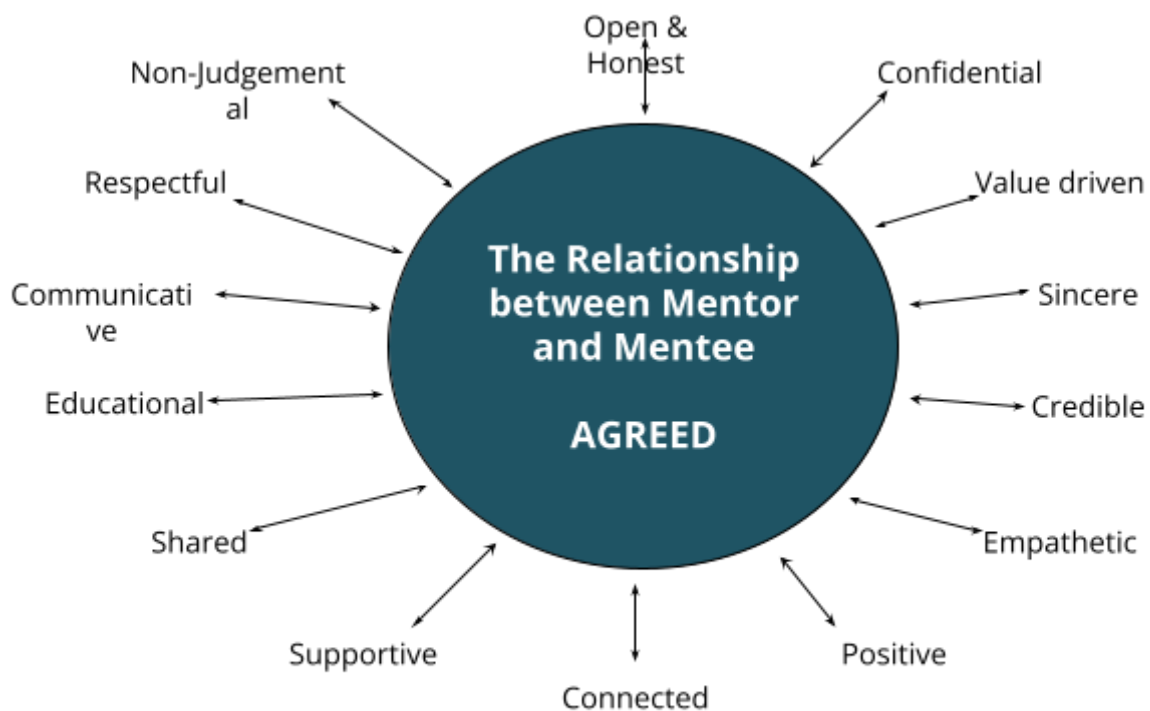 Open &
Honest
Non-Judgement
al
Confidential
Respectful
Value driven
Communicati
ve
Sincere
Educational
Credible
The Relationship
between Mentor
and Mentee
AGREED
Shared
Empathetic
Supportive
Positive
Connected